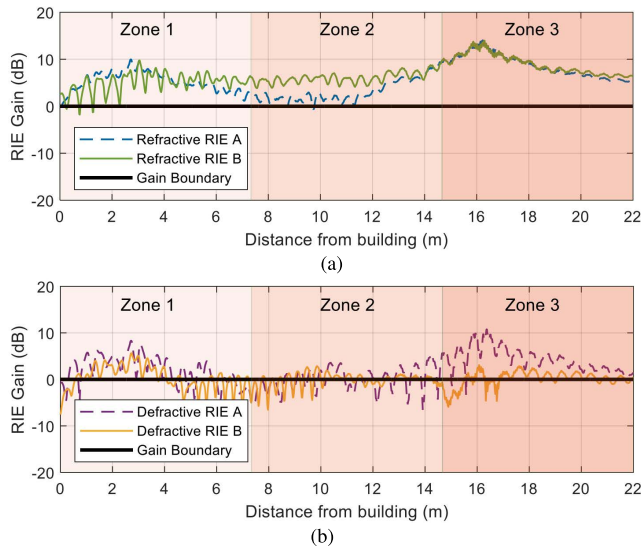 20
Zone 1
Zone 2
Zone 3
10
0
-10
-20
RIE Gain (dB)
Refractive RIE A
Refractive RIE B
Gain Boundary
0 2 4 6 8 10 12 14 16 18 20 22
Distance from building (m)
(a)
20
Zone 1
Zone 2
Zone 3
10
0
-10
-20
RIE Gain (dB)
Defractive RIE A
Defractive RIE B
Gain Boundary
0 2 4 6 8 10 12 14 16 18 20 22
Distance from building (m)
(b)